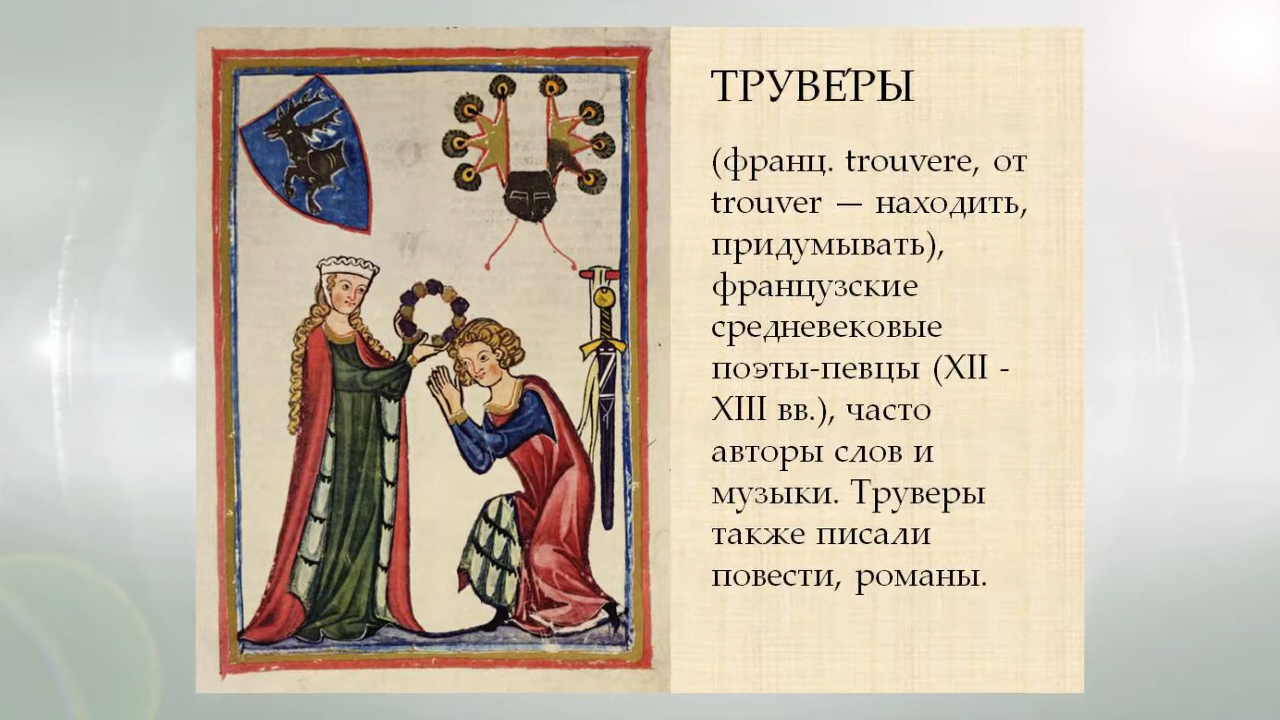 ТРУВЕ́РЫ
(франц. trouvere, от
trouver — находить,
придумывать),
французские
средневековые
поэты-певцы (XII -
XIII вв.), часто
авторы слов и
музыки. Труверы
также писали
повести, романы.